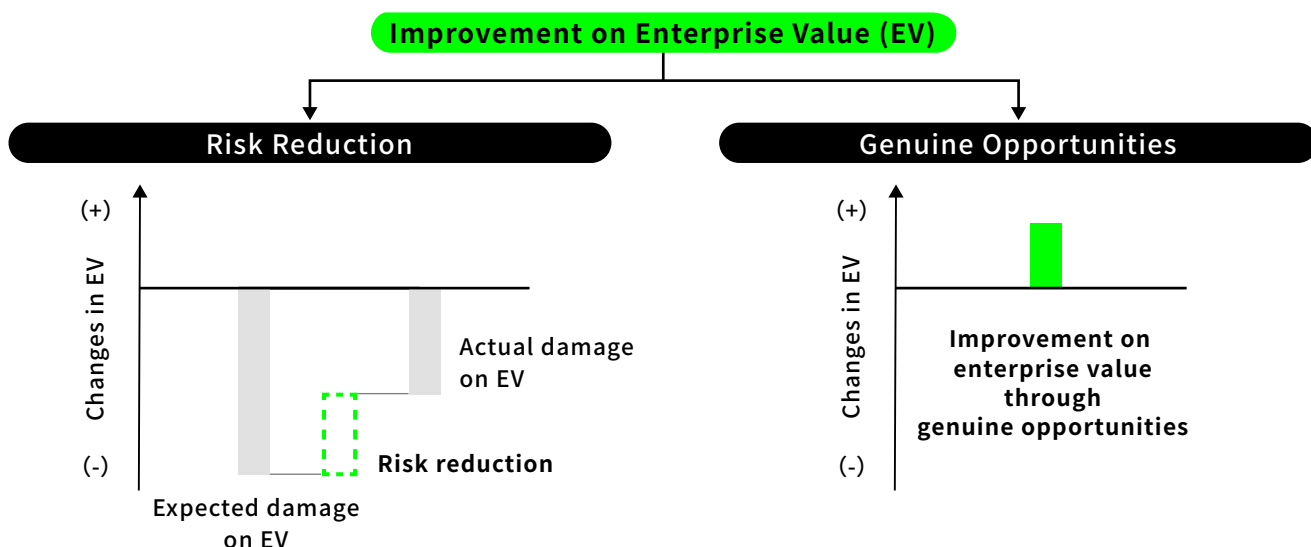 Improvement on Enterprise Value (EV)
Risk Reduction
(+)
Changes in EV
(-)
Actual damage
on EV
Risk reduction
Expected damage
on EV
Genuine Opportunities
(+)
Changes in EV
(-)
Improvement on
enterprise value
through
genuine opportunities